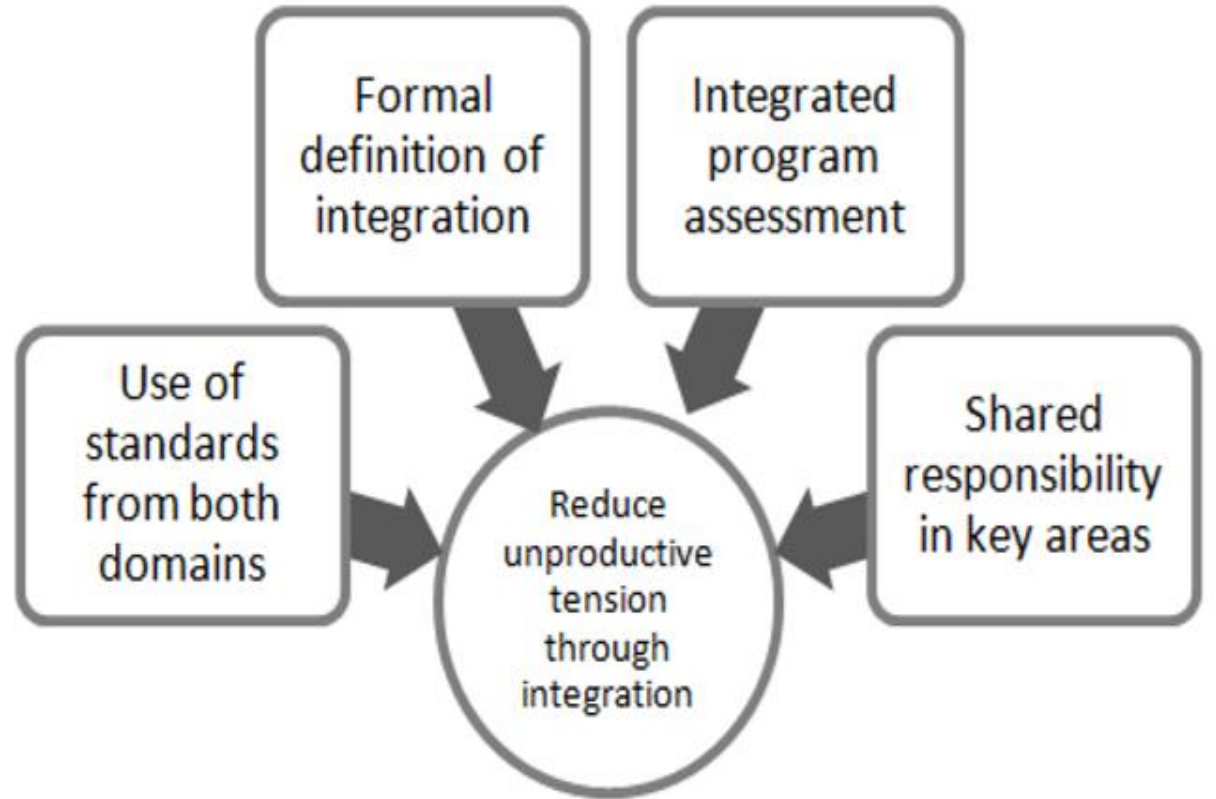 Formal
definition of
integration
Integrated
program
assessment
Use of
standards
from both
domains
Shared
responsibility
in key areas
Reduce
unproductive
tension
through
integration